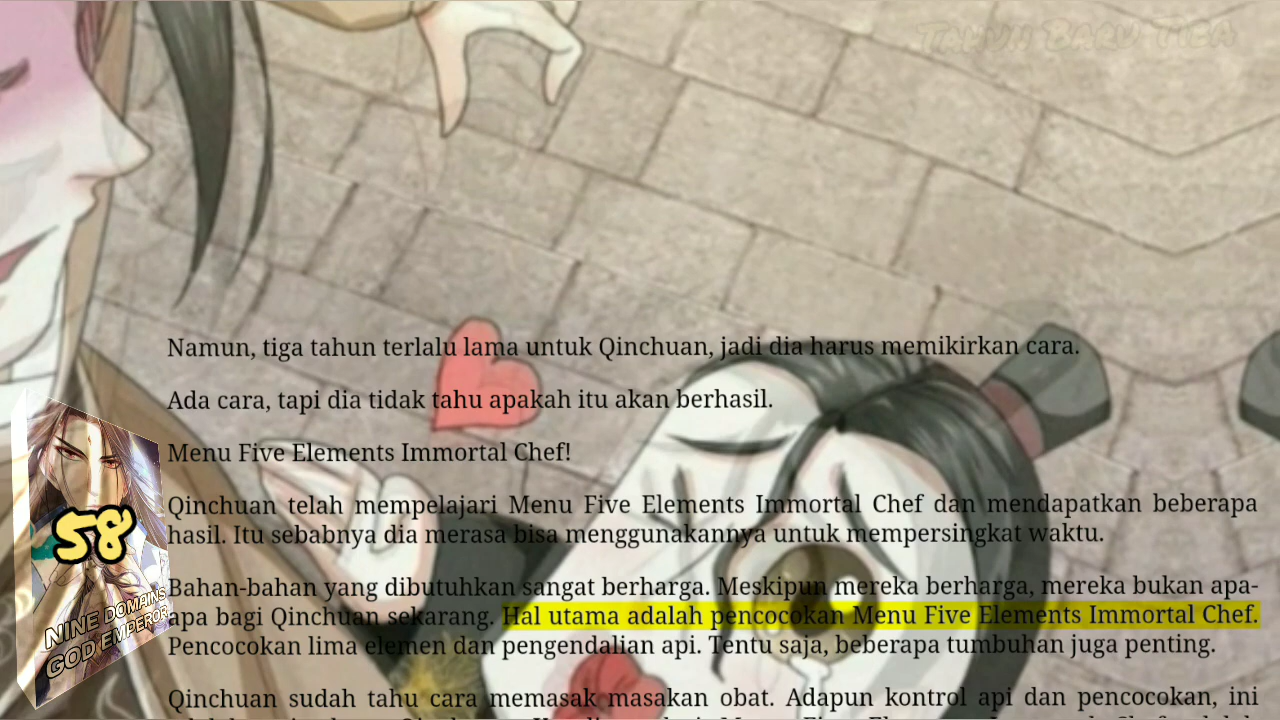 TAHUN BARU TIBA
Namun, tiga tahun terlalu lama untuk Qinchuan, jadi dia harus memikirkan cara.
Ada cara, tapi dia tidak tahu apakah itu akan berhasil.
Menu Five Elements Immortal Chef!
Qinchuan telah mempelajari Menu Five Elements Immortal Chef dan mendapatkan beberapa
hasil. Itu sebabnya dia merasa bisa menggunakannya untuk mempersingkat waktu.
Bahan-bahan yang dibutuhkan sangat berharga. Meskipun mereka berharga, mereka bukan apa-
apa bagi Qinchuan sekarang. Hal utama adalah pencocokan Menu Five Elements Immortal Chef.
Pencocokan lima elemen dan pengendalian api. Tentu saja, beberapa tumbuhan juga penting.
Qinchuan sudah tahu cara memasak masakan obat. Adapun kontrol api dan pencocokan, ini
58
NINE DOMAINS
GOD EMPEROR